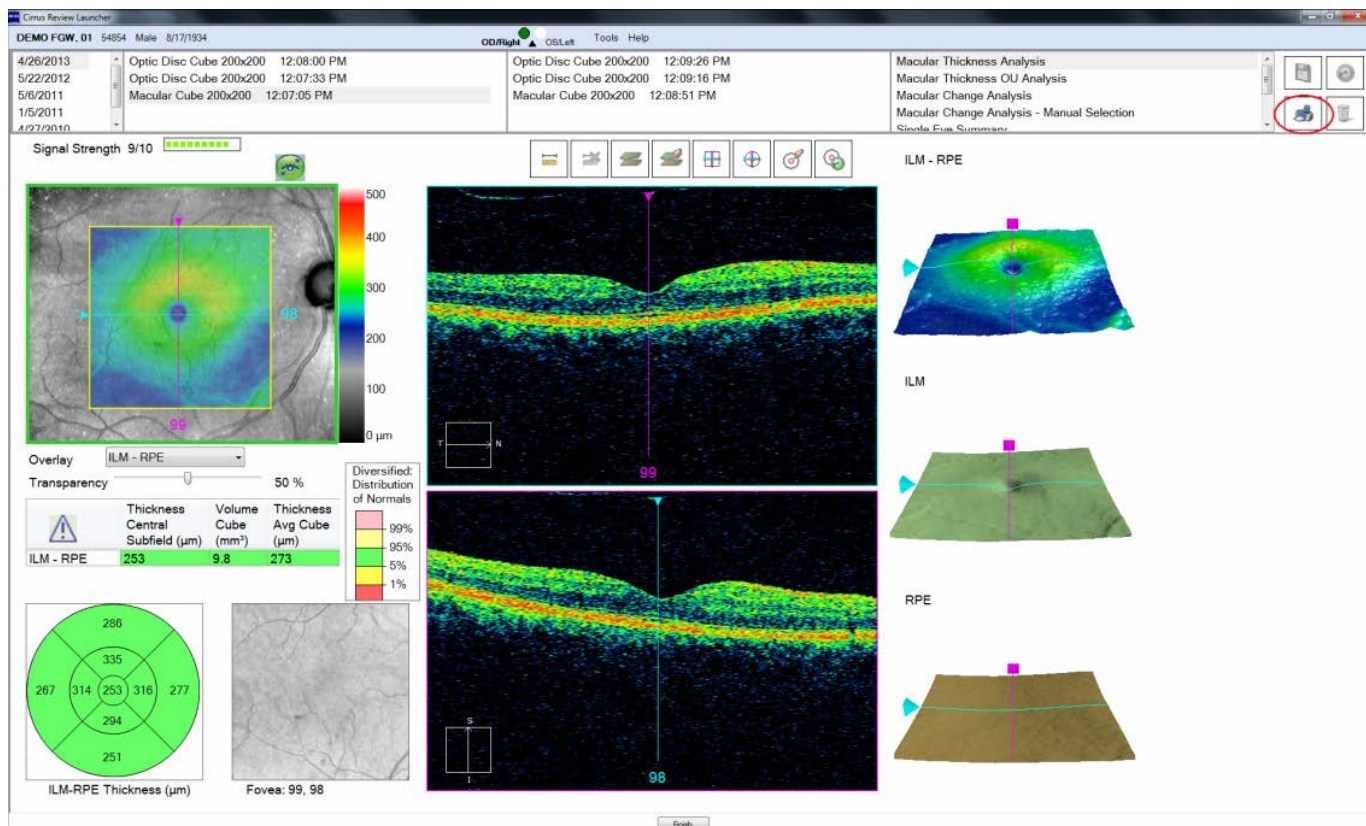 Cirrus Review Launcher
DEMO FGW, 01 54854 Male 8/17/1934
OD/Right OS/Left Tools Help
4/26/2013
5/22/2012
5/6/2011
1/5/2011
4/27/2010
Optic Disc Cube 200x200 12:08:00 PM
Optic Disc Cube 200x200 12:07:33 PM
Macular Cube 200x200 12:07:05 PM
Optic Disc Cube 200x200 12:09:26 PM
Optic Disc Cube 200x200 12:09:16 PM
Macular Cube 200x200 12:08:51 PM
Macular Thickness Analysis
Macular Thickness OU Analysis
Macular Change Analysis
Macular Change Analysis - Manual Selection
Single Eye Summary
Signal Strength 9/10
500
400
300
200
100
0 µm
98
99
Overlay ILM - RPE
Transparency 50 %
Thickness Central Subfield (µm)
Volume Cube (mm³)
Thickness Avg Cube (µm)
ILM - RPE 253 9.8 273
Diversified:
Distribution
of Normals
99%
95%
5%
1%
286
335
267 314 253 316 277
294
251
ILM-RPE Thickness (µm)
Fovea: 99, 98
T N
99
S
I
98
ILM - RPE
ILM
RPE
Finish